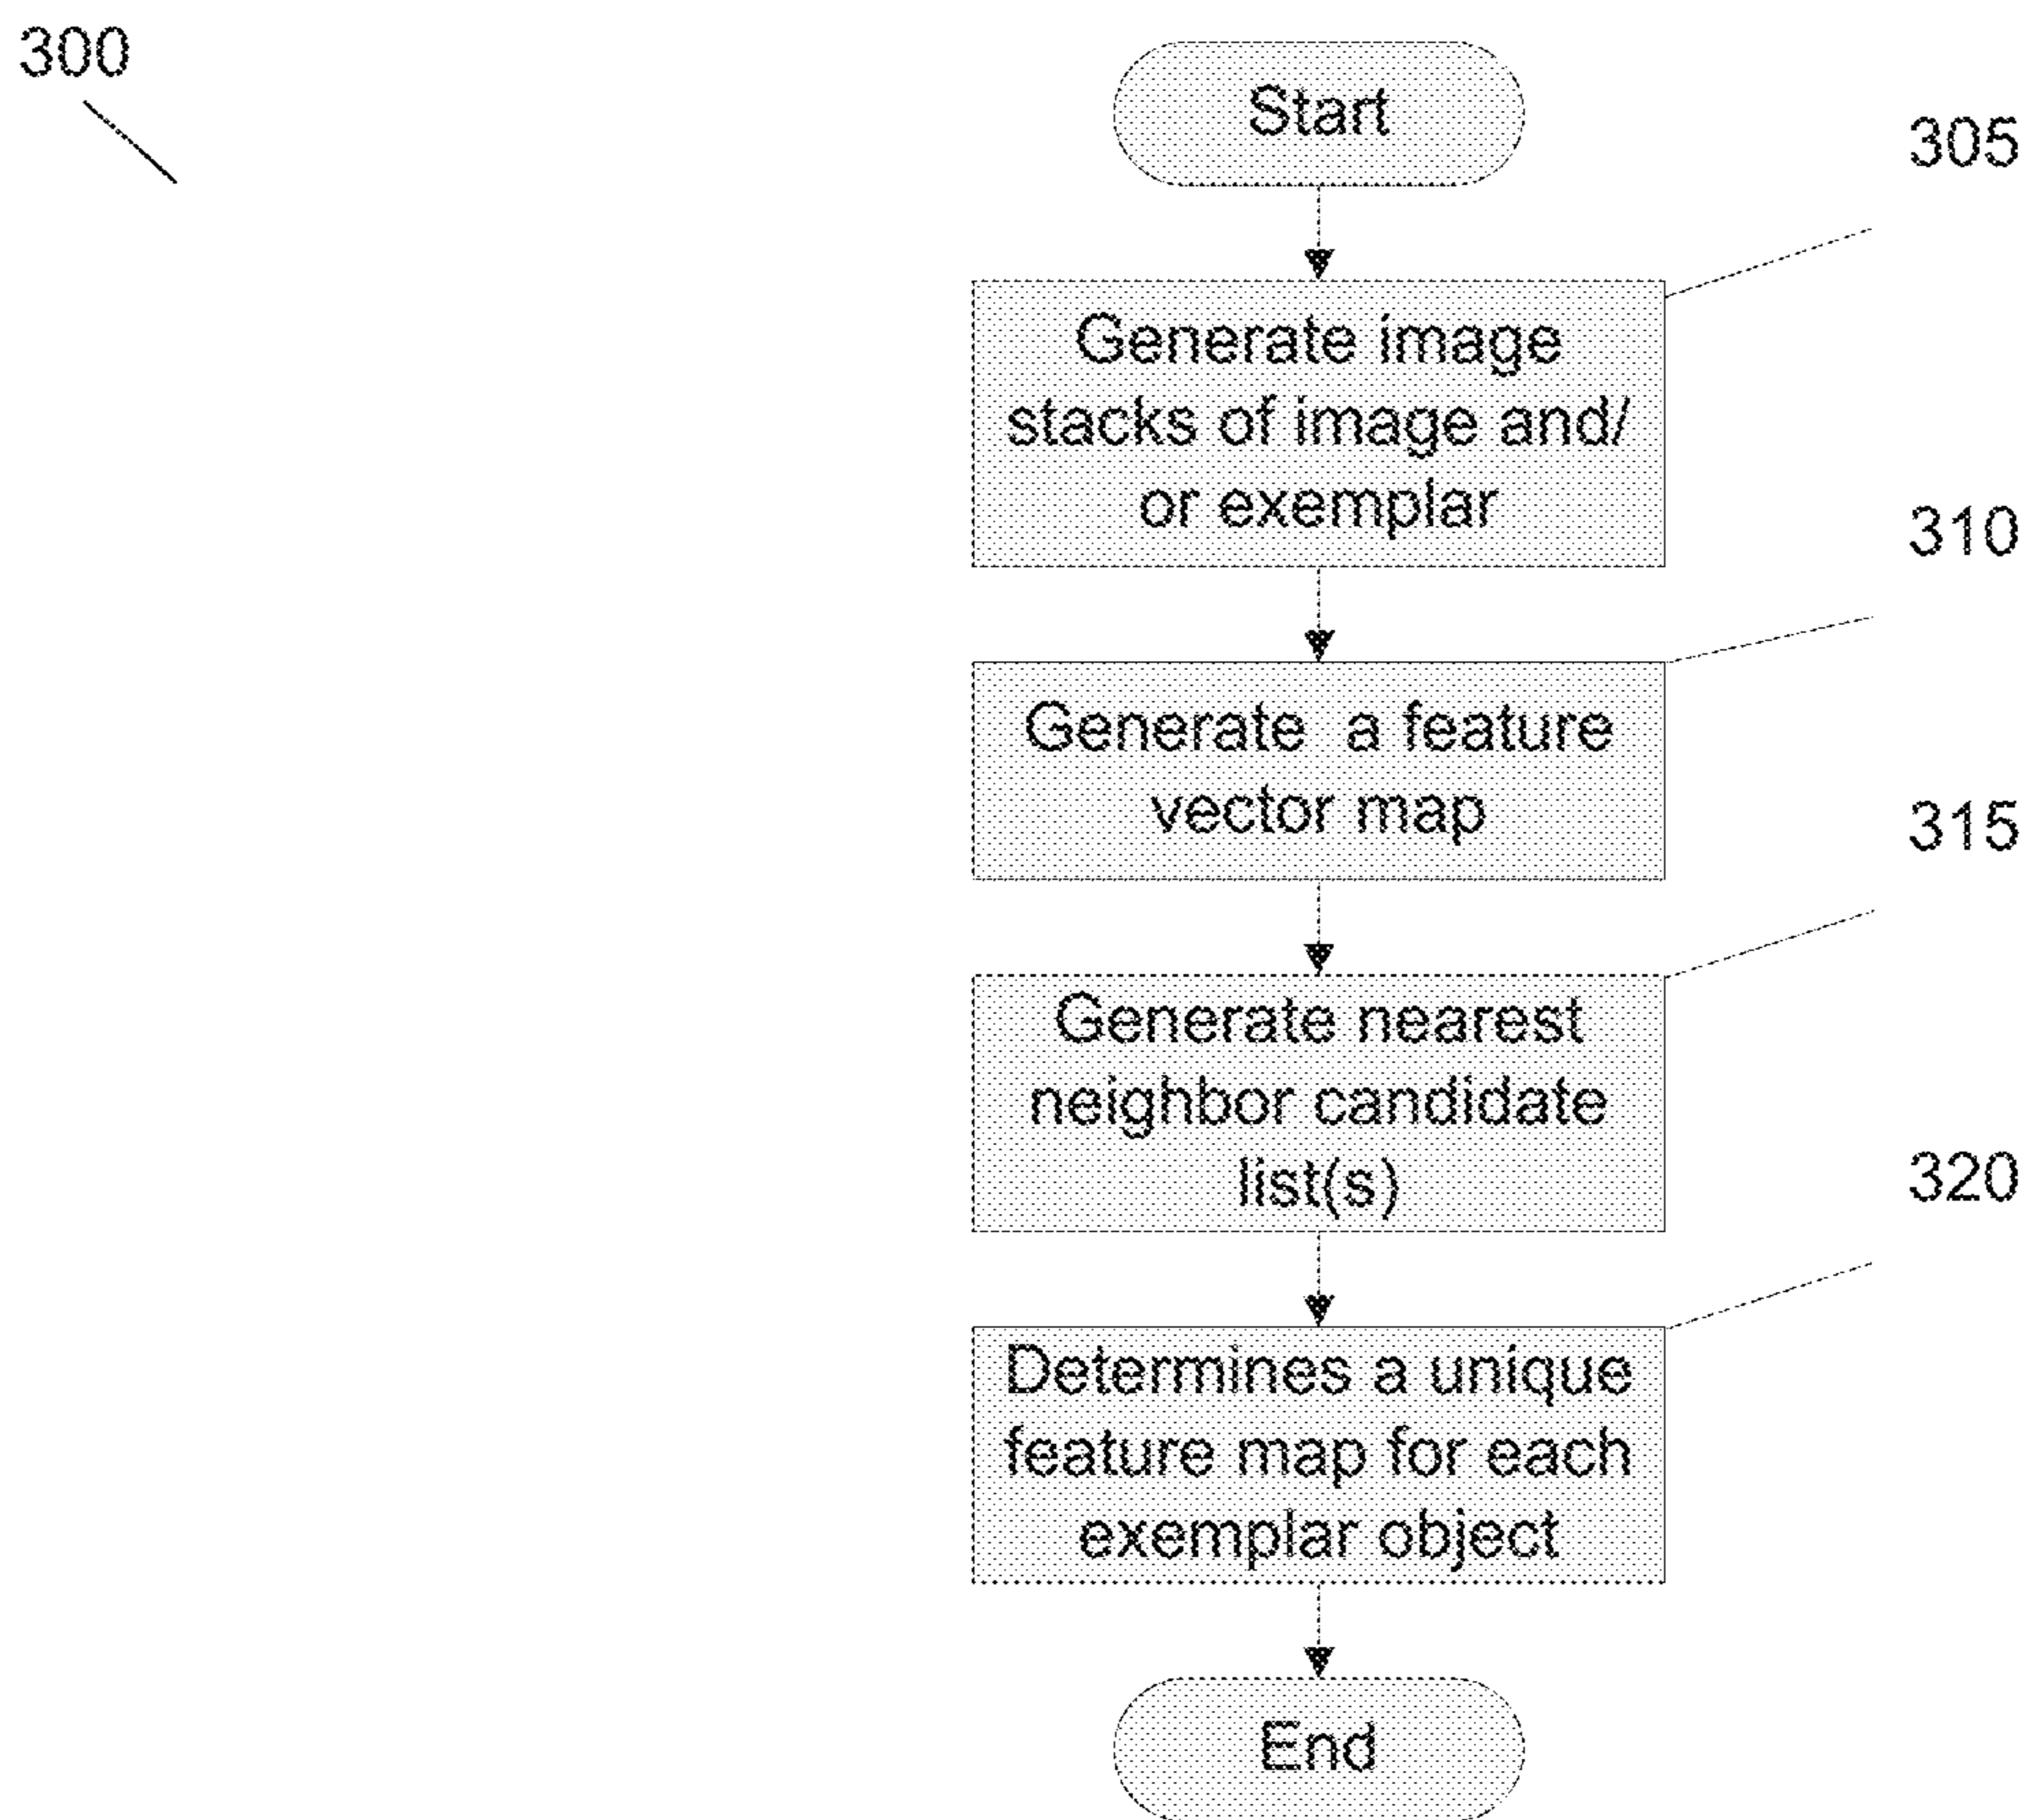 300
Start
305
Generate image
stacks of image and/
or exemplar
310
Generate a feature
vector map
315
Generate nearest
neighbor candidate
list(s)
320
Determines a unique
feature map for each
exemplar object
End